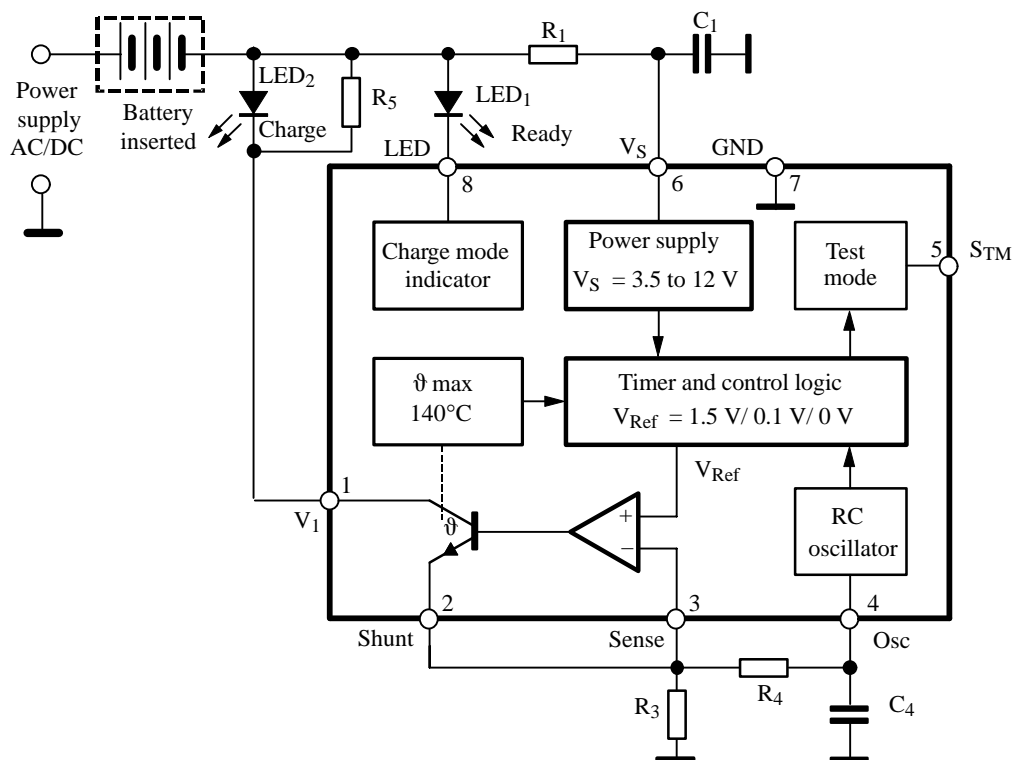 Power
supply
AC/DC
Battery
inserted
LED2
Charge
R5
LED1
Ready
R1
C1
LED
8
VS
6
GND
7
Charge mode
indicator
Power supply
VS = 3.5 to 12 V
Test
mode
5
STM
ϑ max
140°C
Timer and control logic
VRef = 1.5 V/ 0.1 V/ 0 V
VRef
1
V1
ϑ
+
−
RC
oscillator
2
Shunt
3
Sense
4
Osc
R3
R4
C4